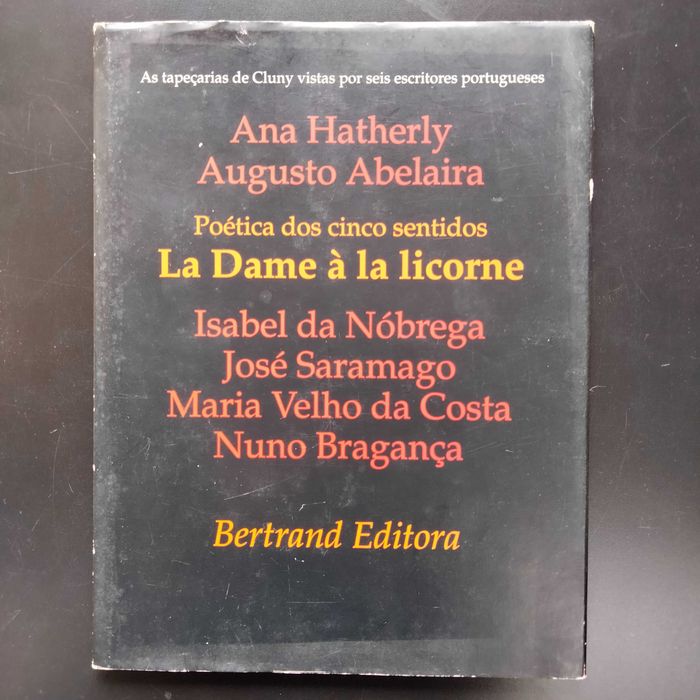 As tapeçarias de Cluny vistas por seis escritores portugueses
Ana Hatherly
Augusto Abelaira
Poética dos cinco sentidos
La Dame à la licorne
Isabel da Nóbrega
José Saramago
Maria Velho da Costa
Nuno Bragança
Bertrand Editora